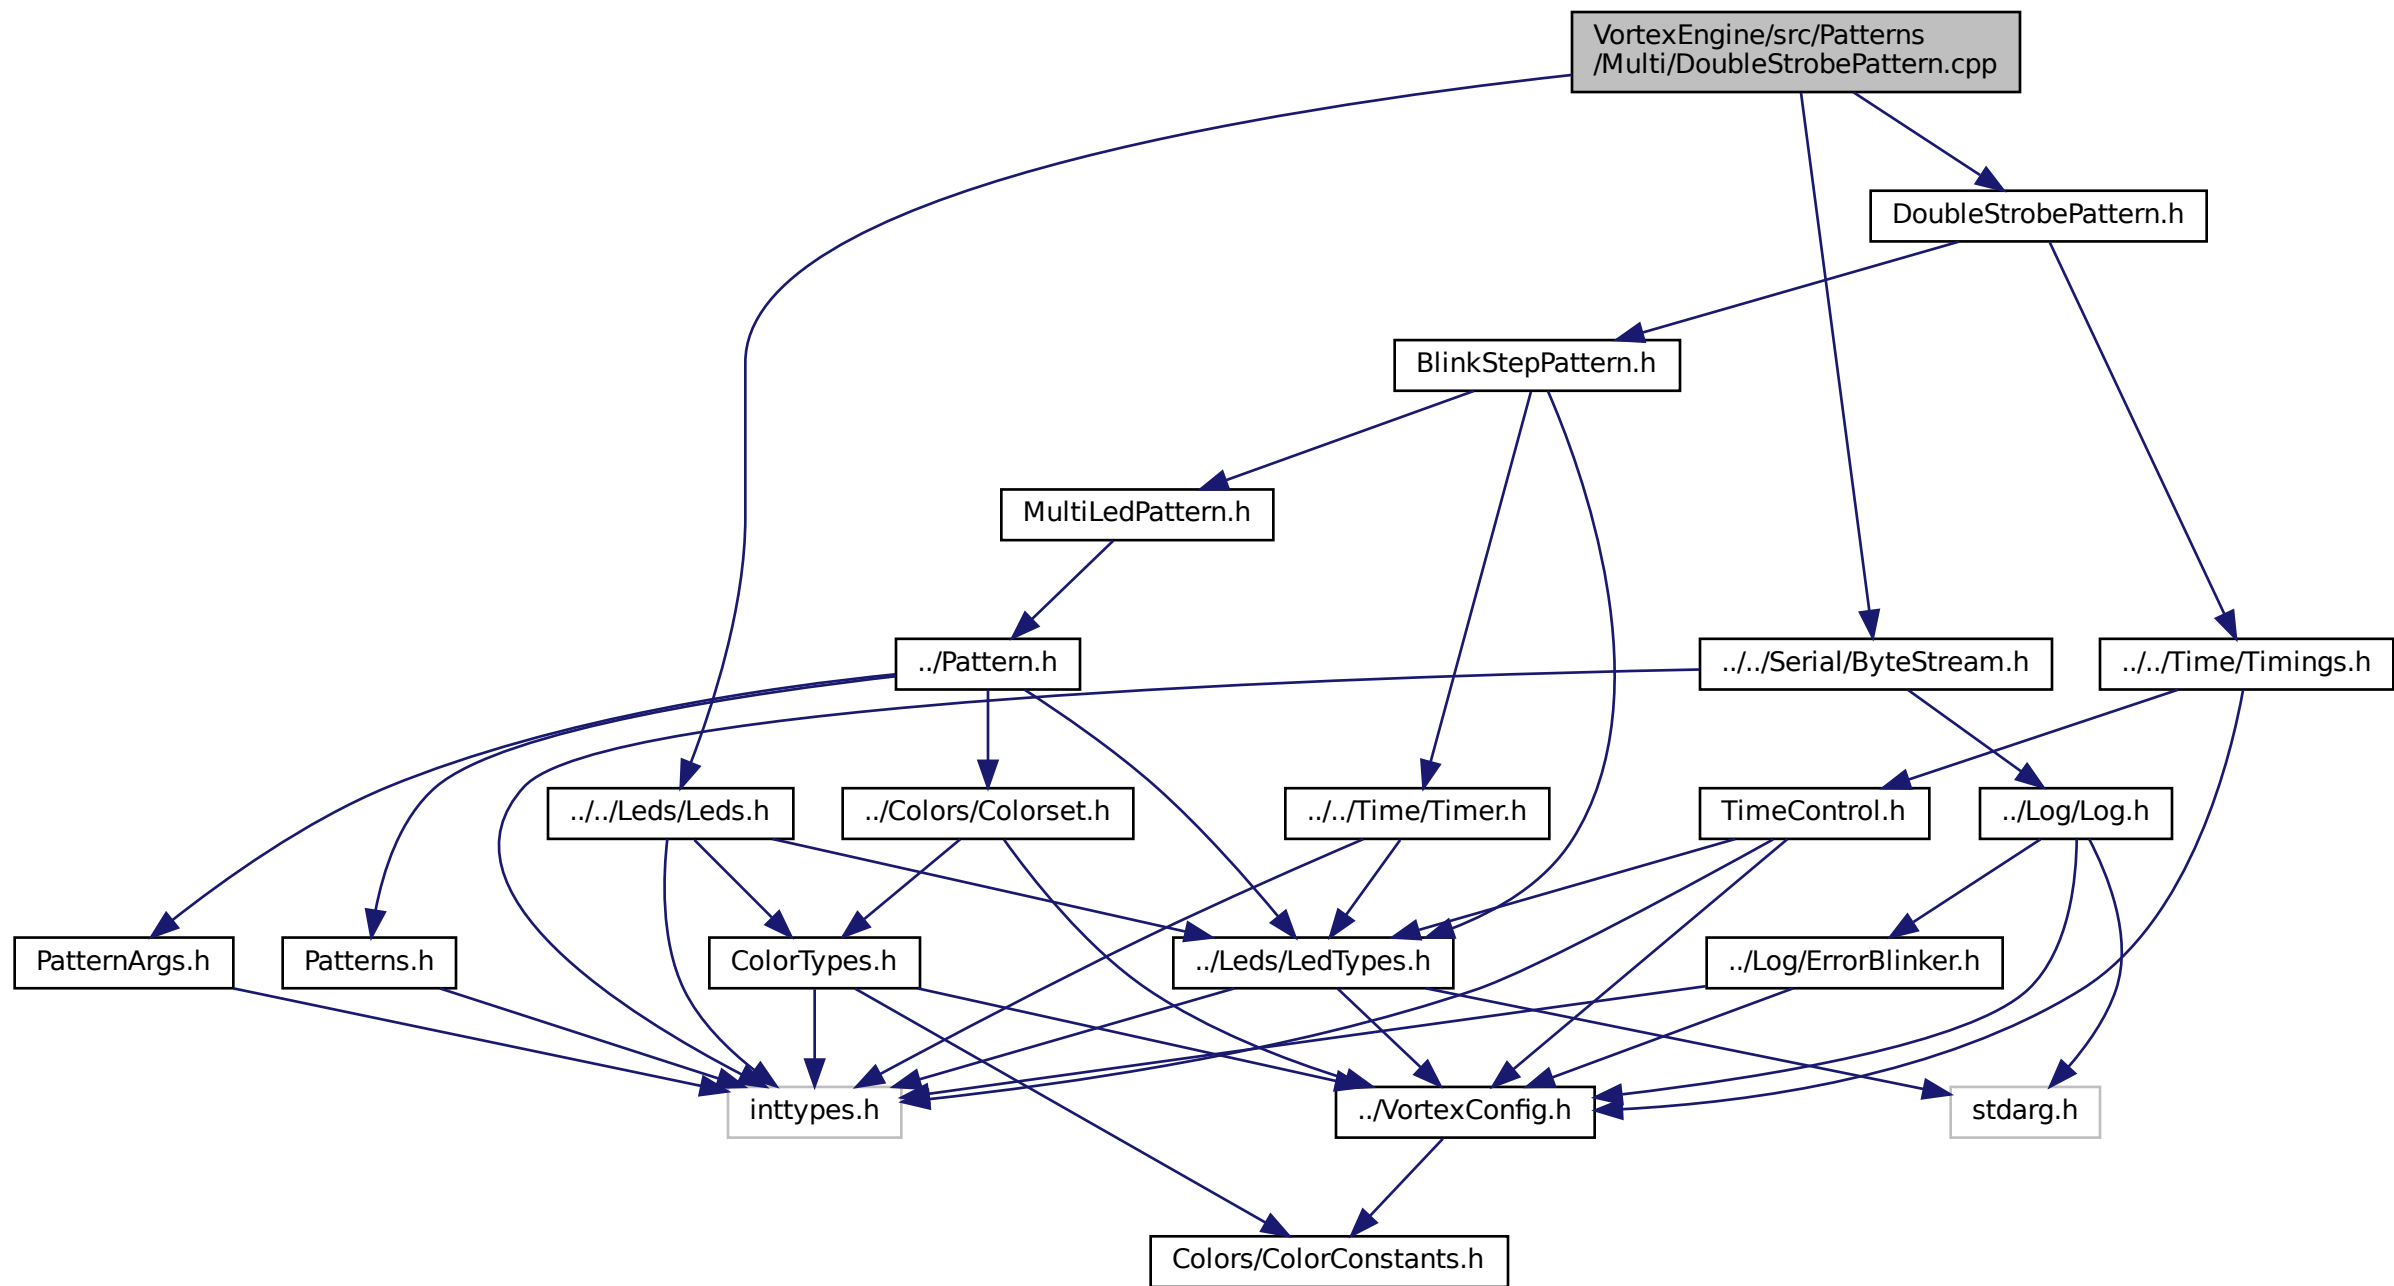 VortexEngine/src/Patterns
/Multi/DoubleStrobePattern.cpp
DoubleStrobePattern.h
BlinkStepPattern.h
MultiLedPattern.h
../Pattern.h
../../Serial/ByteStream.h
../../Time/Timings.h
../../Leds/Leds.h
../Colors/Colorset.h
../../Time/Timer.h
TimeControl.h
../Log/Log.h
PatternArgs.h
Patterns.h
ColorTypes.h
../Leds/LedTypes.h
../Log/ErrorBlinker.h
inttypes.h
../VortexConfig.h
stdarg.h
Colors/ColorConstants.h